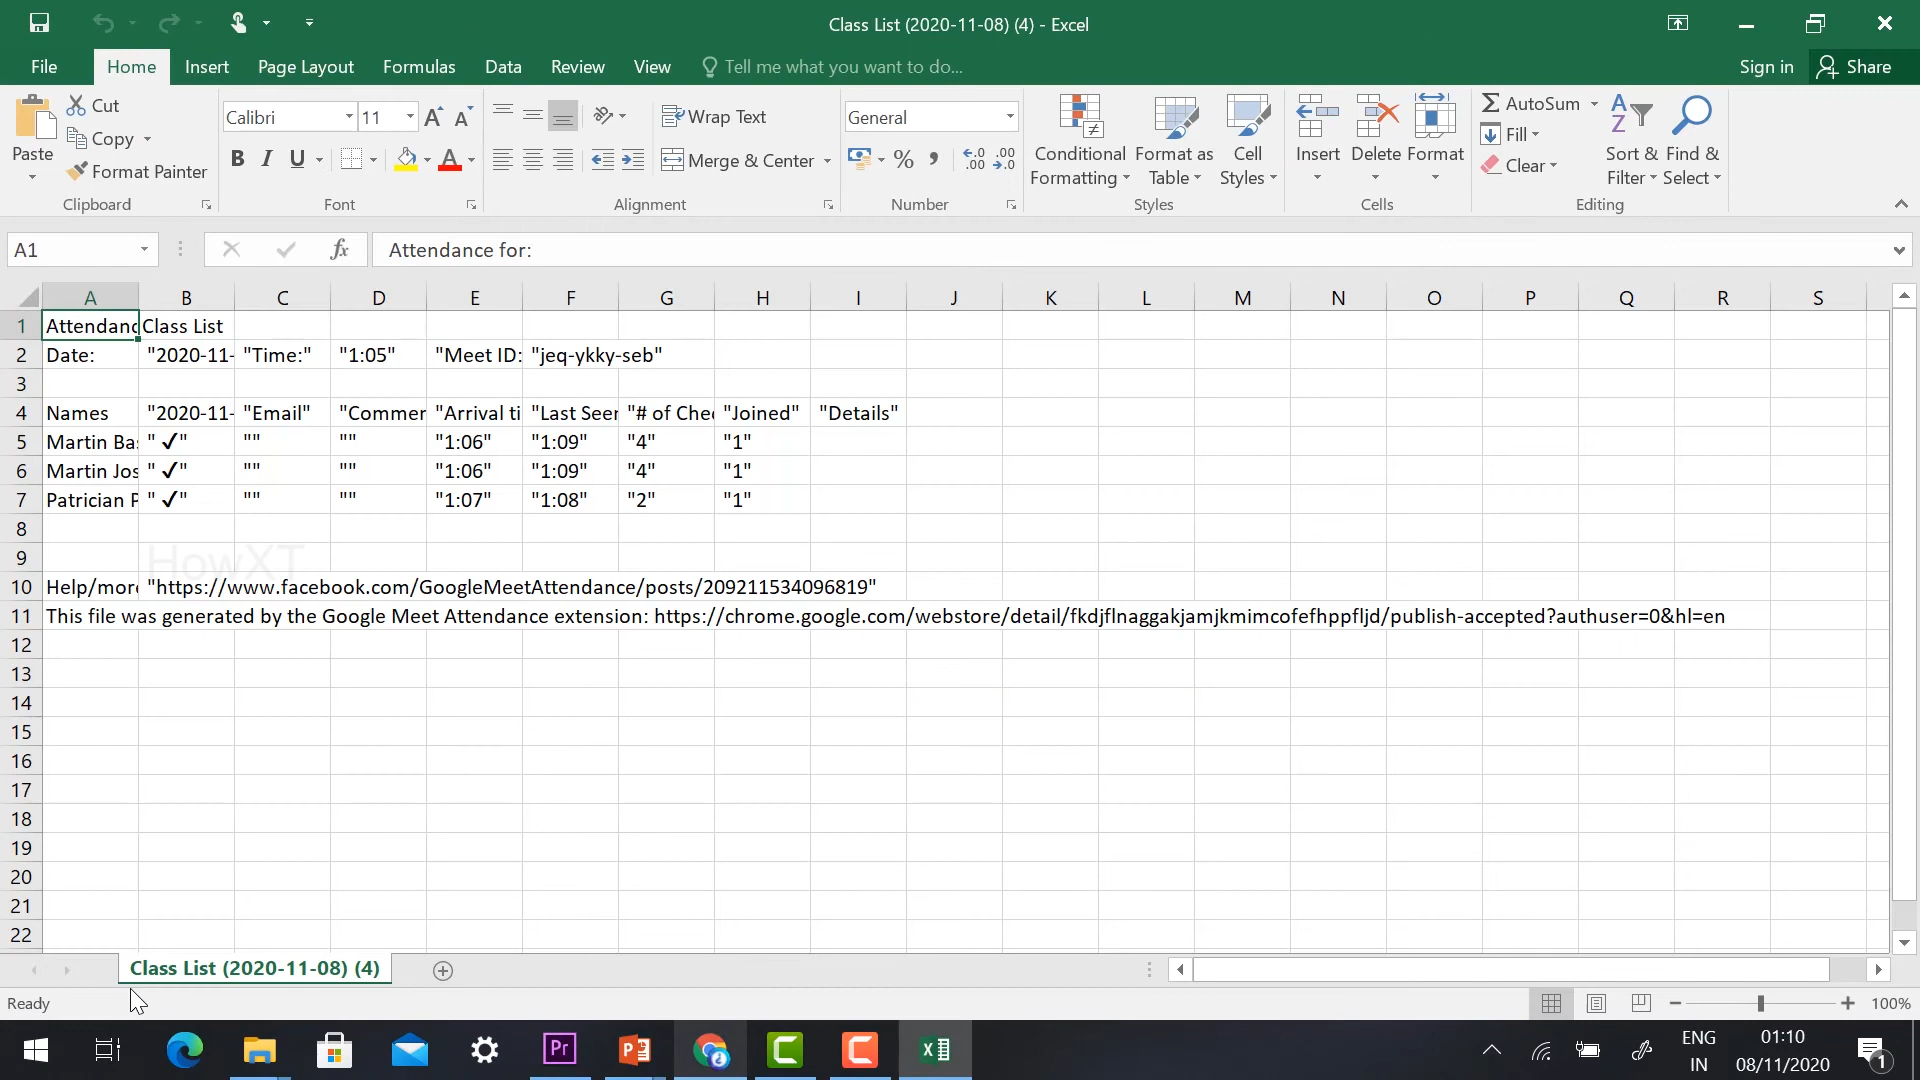 Class List (2020-11-08) (4) - Excel
File Home Insert Page Layout Formulas Data Review View Tell me what you want to do... Sign in Share
Paste
Cut
Copy
Format Painter
Clipboard
Calibri 11
Font
Wrap Text
Merge & Center
Alignment
General
Number
Conditional Formatting
Format as Table
Cell Styles
Styles
Insert Delete Format
Cells
AutoSum
Fill
Clear
Sort & Filter
Find & Select
Editing
A1 fx Attendance for:
A B C D E F G H I J K L M N O P Q R S
1 Attendanc Class List
2 Date: "2020-11- "Time:" "1:05" "Meet ID: "jeq-ykky-seb"
3
4 Names "2020-11- "Email" "Commer "Arrival ti "Last Seer "# of Chec "Joined" "Details"
5 Martin Bas " ✓" "" "" "1:06" "1:09" "4" "1"
6 Martin Jos " ✓" "" "" "1:06" "1:09" "4" "1"
7 Patrician P " ✓" "" "" "1:07" "1:08" "2" "1"
8
9
HowXT
10 Help/more "https://www.facebook.com/GoogleMeetAttendance/posts/209211534096819"
11 This file was generated by the Google Meet Attendance extension: https://chrome.google.com/webstore/detail/fkdjflnaggakjamjkmimcofefhppfljd/publish-accepted?authuser=0&hl=en
12
13
14
15
16
17
18
19
20
21
22
Class List (2020-11-08) (4)
Ready 100%
Pr
ENG
IN
01:10
08/11/2020
1